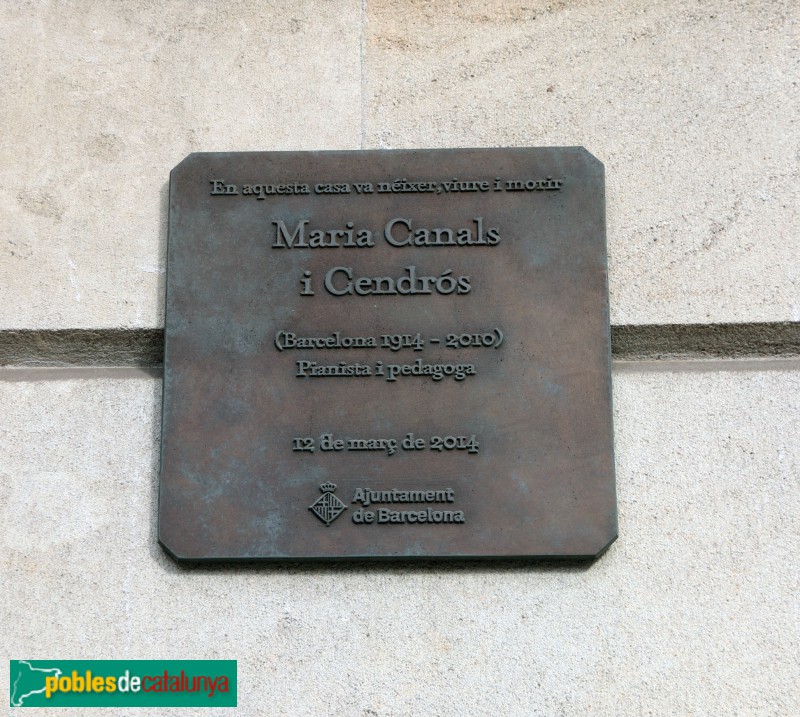 En aquesta casa va néixer, viure i morir
Maria Canals
i Cendrós
(Barcelona 1914 - 2010)
Pianista i pedagoga
12 de març de 2014
Ajuntament
de Barcelona
poblesdecatalunya